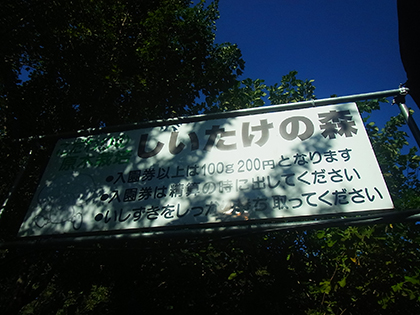 しいたけの森
●入園券以上は100g200円となります
●入園券は精算の時に出してください
●いしずきをしっ 取ってください